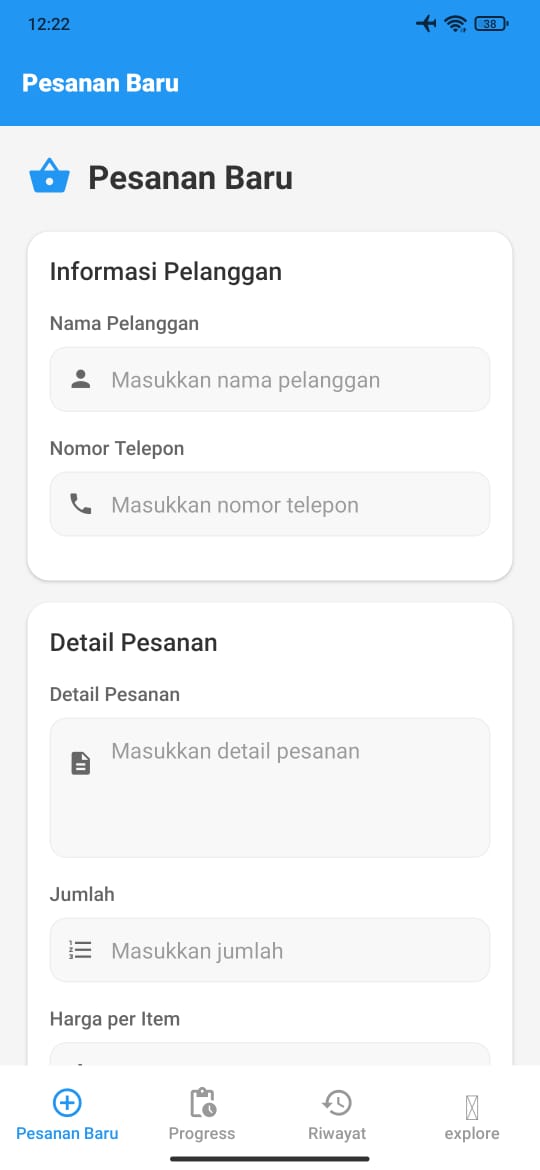 12:22
38
Pesanan Baru
Pesanan Baru
Informasi Pelanggan
Nama Pelanggan
Masukkan nama pelanggan
Nomor Telepon
Masukkan nomor telepon
Detail Pesanan
Detail Pesanan
Masukkan detail pesanan
Jumlah
Masukkan jumlah
Harga per Item
Pesanan Baru
Progress
Riwayat
explore